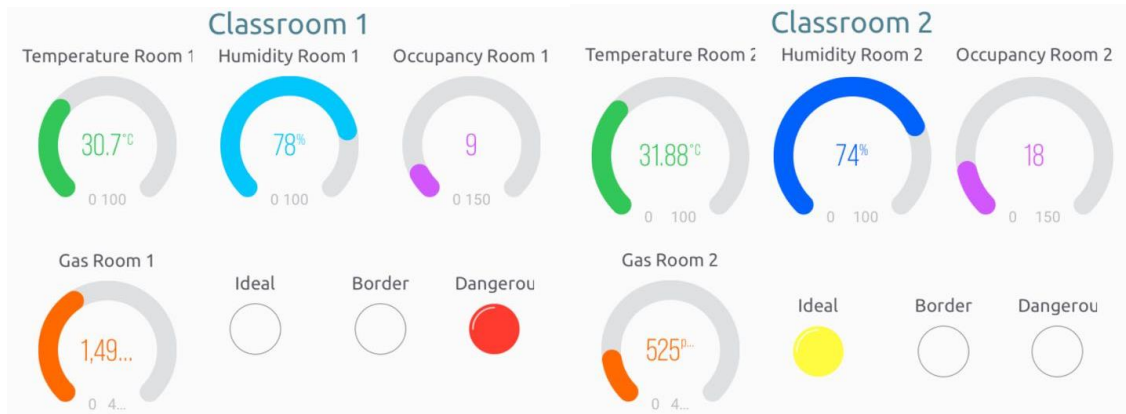 Classroom 1
Temperature Room 1 Humidity Room 1 Occupancy Room 1
30.7°C 78% 9
0 100 0 100 0 150
Gas Room 1
Ideal Border Dangerou
1,49...
0 4...
Classroom 2
Temperature Room 2 Humidity Room 2 Occupancy Room 2
31.88°C 74% 18
0 100 0 100 0 150
Gas Room 2
Ideal Border Dangerou
525p...
0 4...